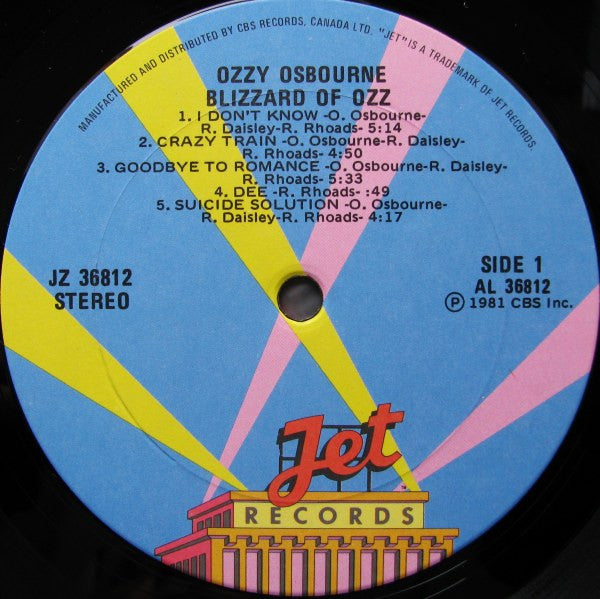 MANUFACTURED AND DISTRIBUTED BY CBS RECORDS, CANADA LTD. "JET" IS A TRADEMARK OF JET RECORDS
OZZY OSBOURNE
BLIZZARD OF OZZ
1. I DON'T KNOW -O. Osbourne-
R. Daisley-R. Rhoads- 5:14
2. CRAZY TRAIN -O. Osbourne-R. Daisley-
R. Rhoads- 4:50
3. GOODBYE TO ROMANCE -O. Osbourne-R. Daisley-
R. Rhoads- 5:33
4. DEE -R. Rhoads- :49
5. SUICIDE SOLUTION -O. Osbourne-
R. Daisley-R. Rhoads- 4:17
JZ 36812
STEREO
SIDE 1
AL 36812
Ⓟ 1981 CBS Inc.
Jet
RECORDS